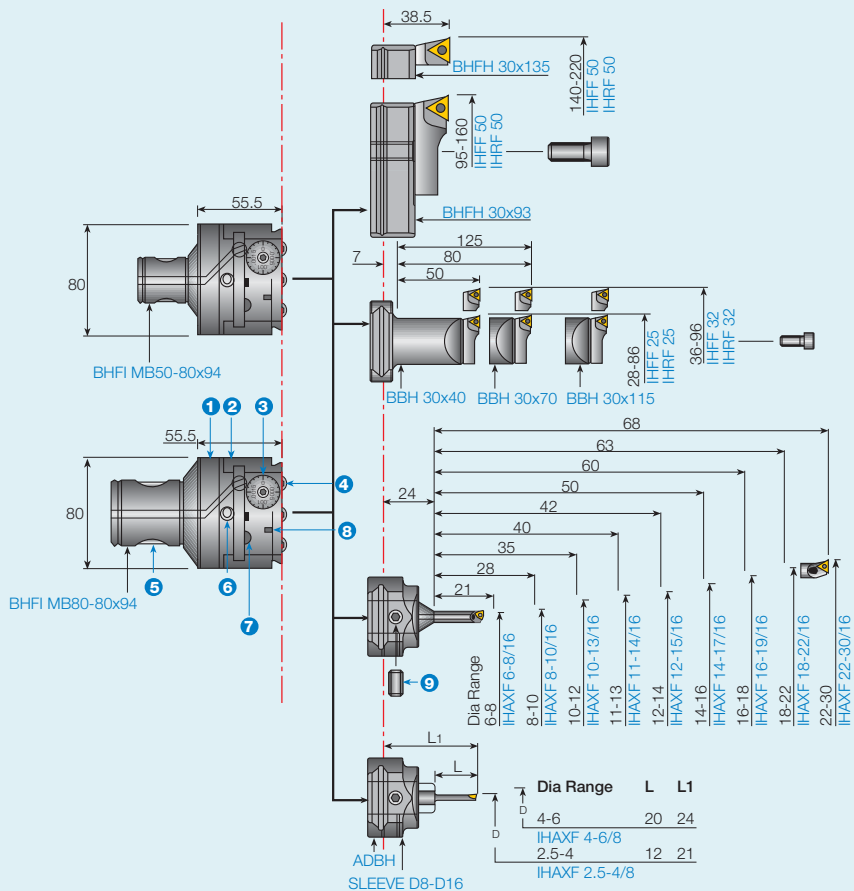 38.5
BHFH 30x135
140-220
IHFF 50
IHRF 50
95-160
IHFF 50
IHRF 50
BHFH 30x93
55.5
80
BHFI MB50-80x94
125
7
80
50
28-86
IHFF 25
IHRF 25
36-96
IHFF 32
IHRF 32
BBH 30x40
BBH 30x70
BBH 30x115
1
2
3
55.5
80
4
5
6
7
8
BHFI MB80-80x94
68
63
60
24
50
42
40
35
28
21
9
Dia Range
6-8
IHAXF 6-8/16
8-10
IHAXF 8-10/16
10-12
IHAXF 10-13/16
11-13
IHAXF 11-14/16
12-14
IHAXF 12-15/16
14-16
IHAXF 14-17/16
16-18
IHAXF 16-19/16
18-22
IHAXF 18-22/16
22-30
IHAXF 22-30/16
L1
L
D
D
Dia Range L L1
4-6 20 24
IHAXF 4-6/8
2.5-4 12 21
IHAXF 2.5-4/8
ADBH
SLEEVE D8-D16